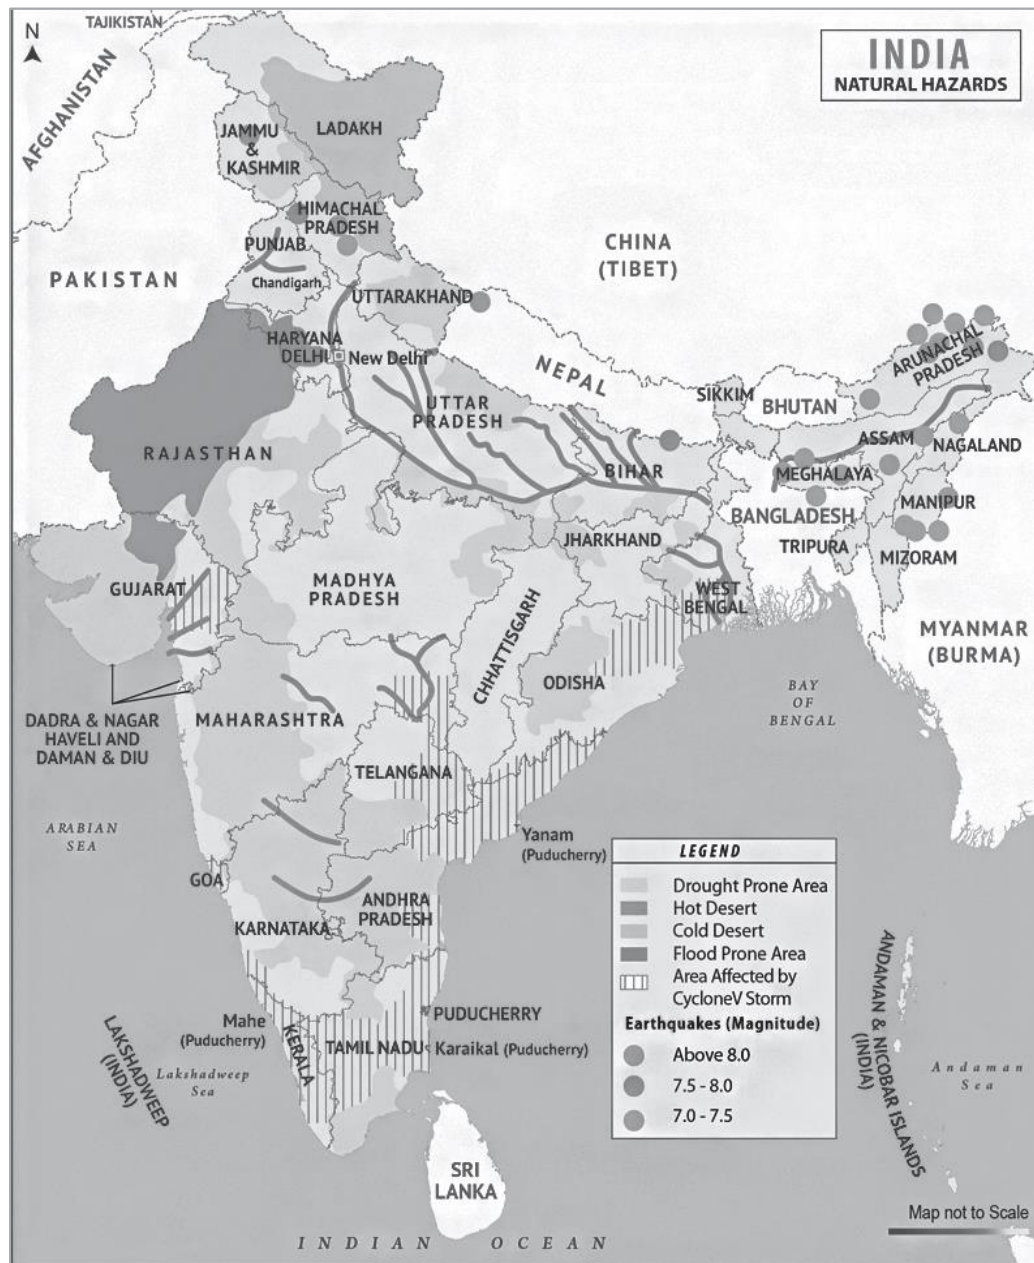 TAJIKISTAN
N
AFGHANISTAN
INDIA
NATURAL HAZARDS
LADAKH
JAMMU
&
KASHMIR
HIMACHAL
PRADESH
PUNJAB
Chandigarh
PAKISTAN
CHINA
(TIBET)
UTTARAKHAND
HARYANA
DELHI
New Delhi
NEPAL
SIKKIM
BHUTAN
ARUNACHAL
PRADESH
UTTAR
PRADESH
RAJASTHAN
BIHAR
ASSAM
NAGALAND
MEGHALAYA
MANIPUR
BANGLADESH
TRIPURA
MIZORAM
JHARKHAND
GUJARAT
MADHYA
PRADESH
WEST
BENGAL
CHHATTISGARH
MYANMAR
(BURMA)
ODISHA
BAY
OF
BENGAL
DADRA & NAGAR
HAVELI AND
DAMAN & DIU
MAHARASHTRA
TELANGANA
ARABIAN
SEA
Yanam
(Puducherry)
GOA
KARNATAKA
ANDHRA
PRADESH
LEGEND
Drought Prone Area
Hot Desert
Cold Desert
Flood Prone Area
Area Affected by
CycloneV Storm
Earthquakes (Magnitude)
Above 8.0
7.5 - 8.0
7.0 - 7.5
PUDUCHERRY
Mahe
(Puducherry)
KERALA
TAMIL NADU
Karaikal (Puducherry)
LAKSHADWEEP
(INDIA)
Lakshadweep
Sea
ANDAMAN & NICOBAR ISLANDS
(INDIA)
Andaman
Sea
SRI
LANKA
Map not to Scale
INDIAN OCEAN